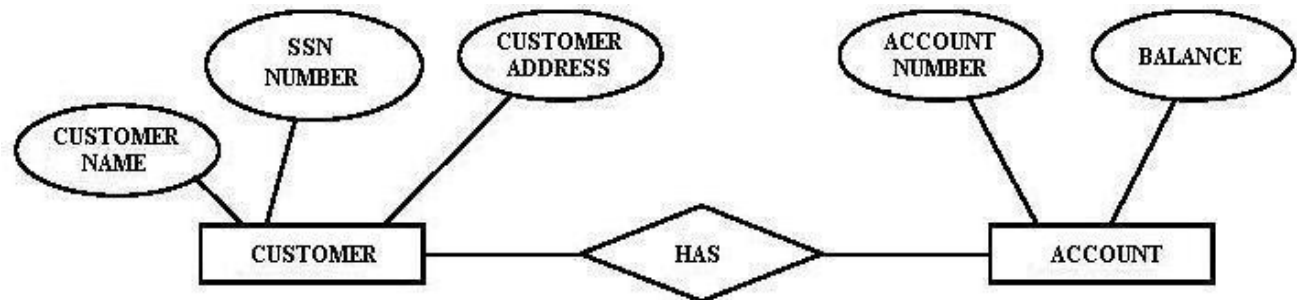 SSN
NUMBER
CUSTOMER
ADDRESS
ACCOUNT
NUMBER
BALANCE
CUSTOMER
NAME
CUSTOMER
HAS
ACCOUNT